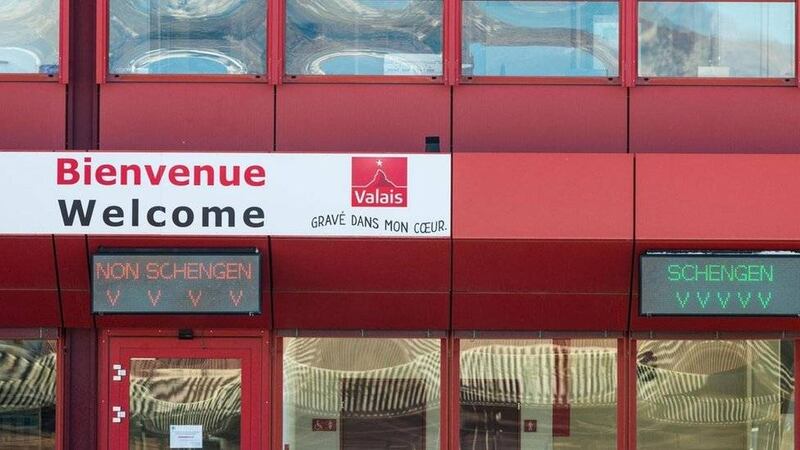 Bienvenue
Welcome
Valais
GRAVÉ DANS MON CŒUR.
NON SCHENGEN
V V V V
SCHENGEN
V V V V V